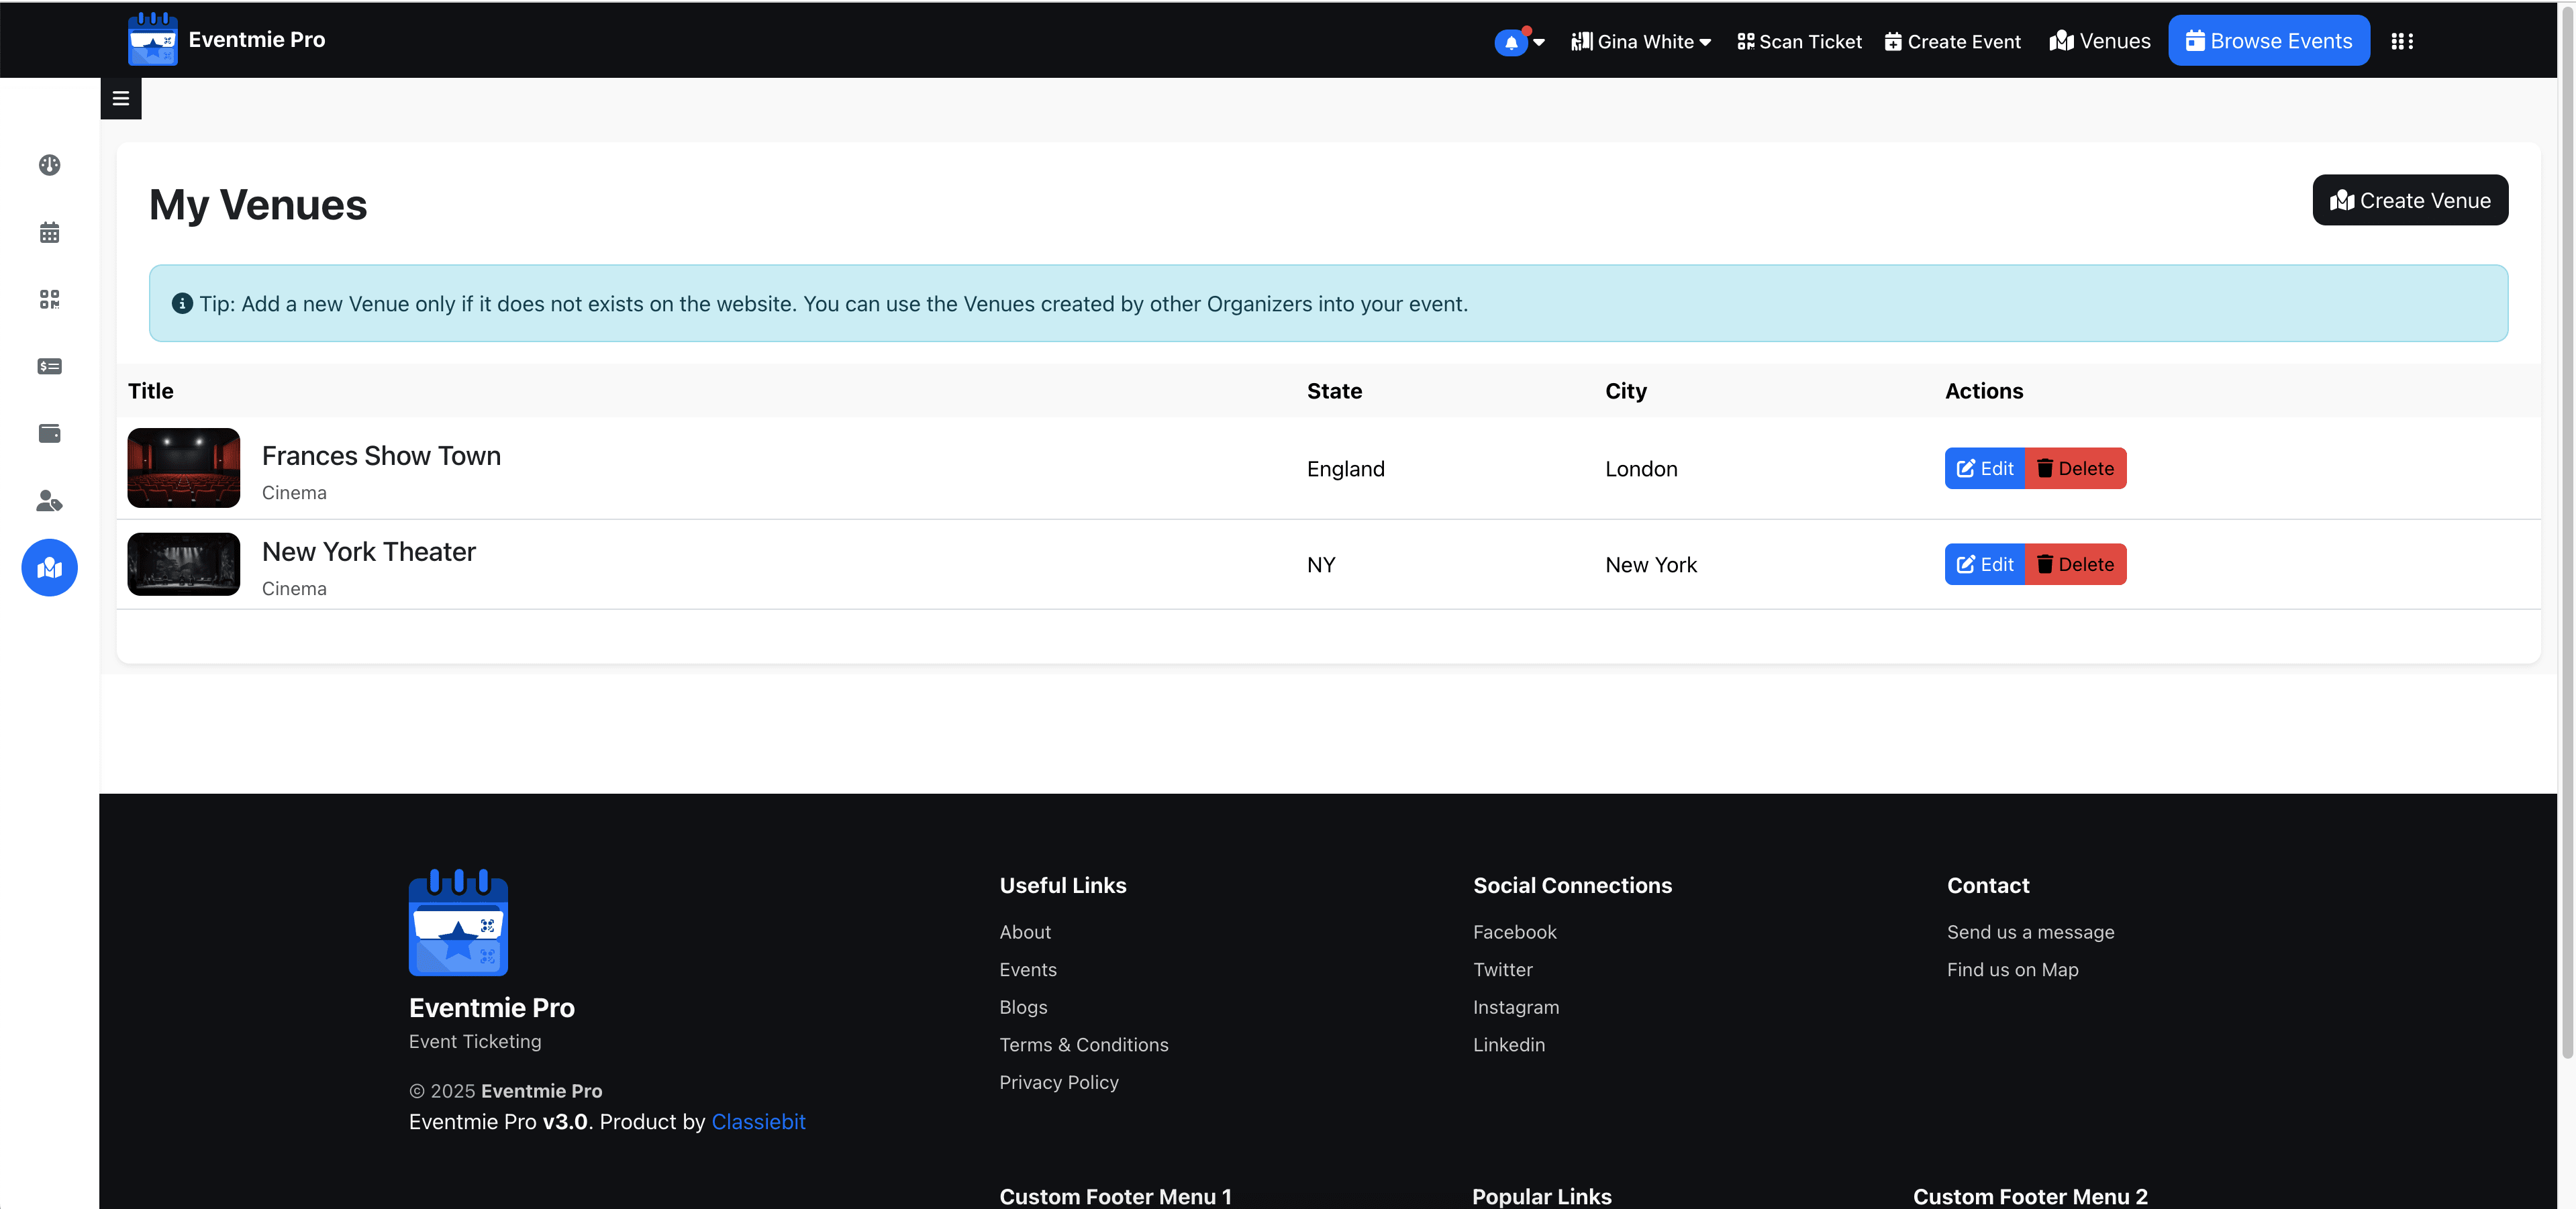 Eventmie Pro
Gina White
Scan Ticket
Create Event
Venues
Browse Events
My Venues
Create Venue
Tip: Add a new Venue only if it does not exists on the website. You can use the Venues created by other Organizers into your event.
Title State City Actions
Frances Show Town
Cinema
England London Edit Delete
New York Theater
Cinema
NY New York Edit Delete
Eventmie Pro
Event Ticketing
© 2025 Eventmie Pro
Eventmie Pro v3.0. Product by Classiebit
Useful Links
About
Events
Blogs
Terms & Conditions
Privacy Policy
Social Connections
Facebook
Twitter
Instagram
Linkedin
Contact
Send us a message
Find us on Map
Custom Footer Menu 1
Popular Links
Custom Footer Menu 2